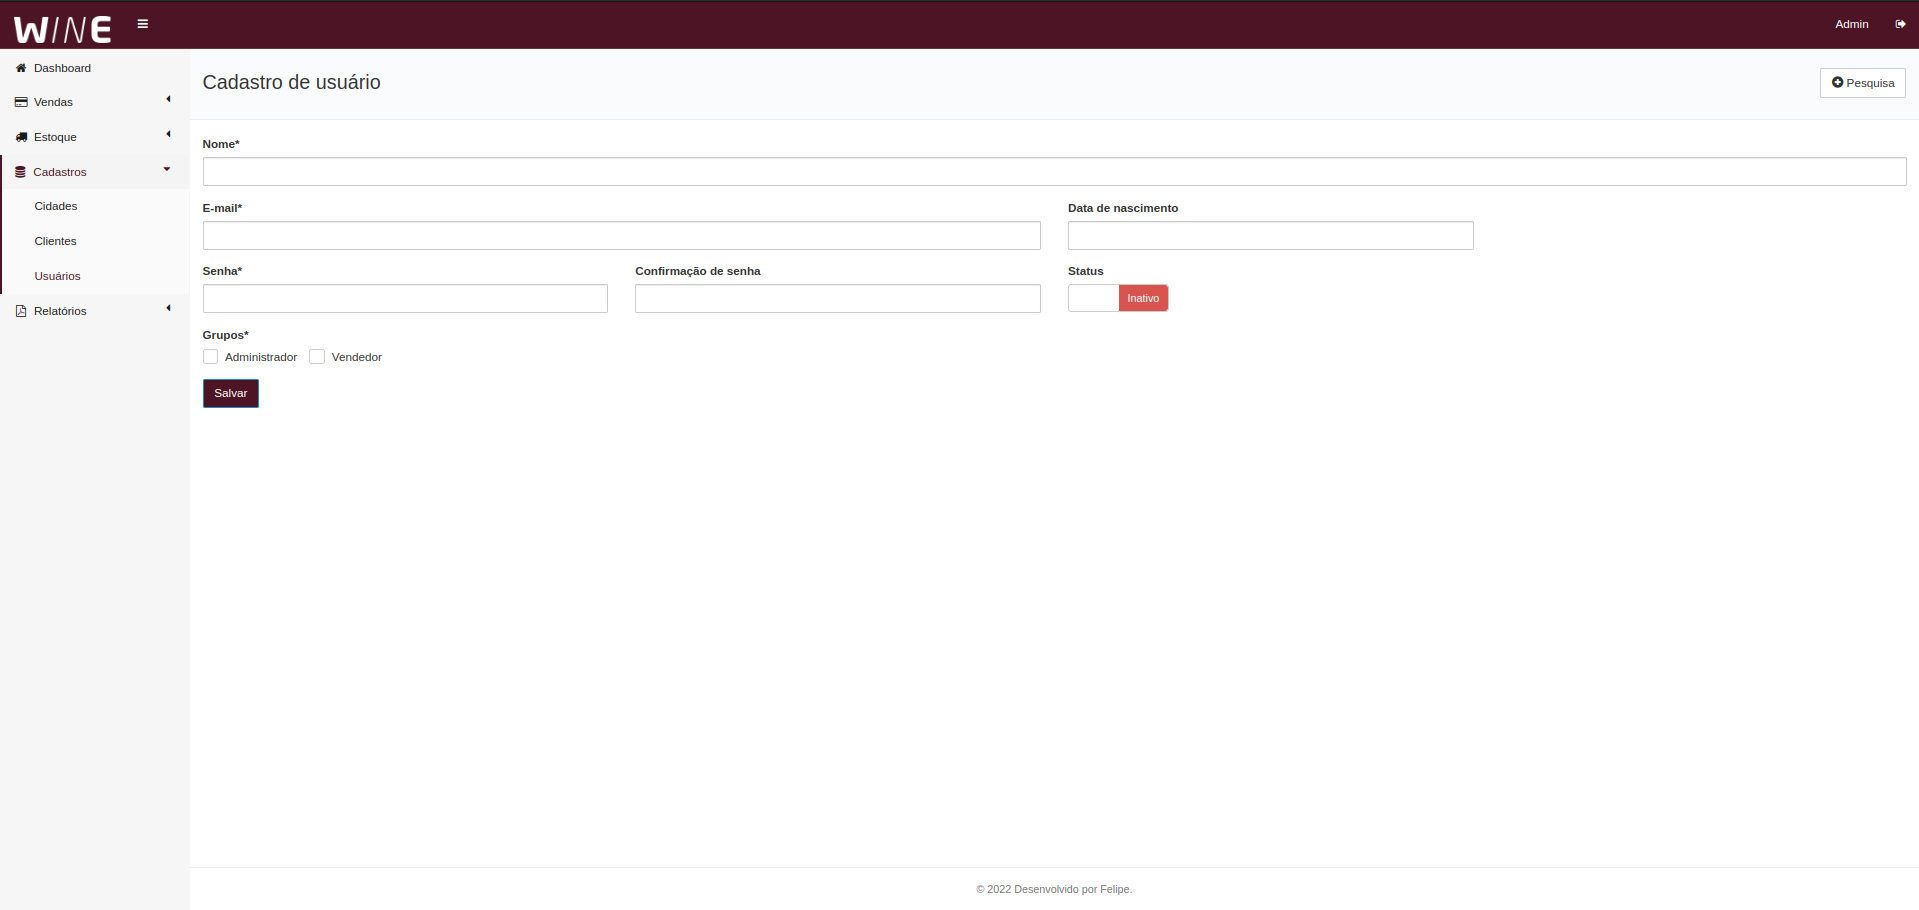 WINE
Admin
Dashboard
Vendas
Estoque
Cadastros
Cidades
Clientes
Usuários
Relatórios
Cadastro de usuário
Pesquisa
Nome*
E-mail*
Data de nascimento
Senha*
Confirmação de senha
Status
Inativo
Grupos*
Administrador
Vendedor
Salvar
© 2022 Desenvolvido por Felipe.